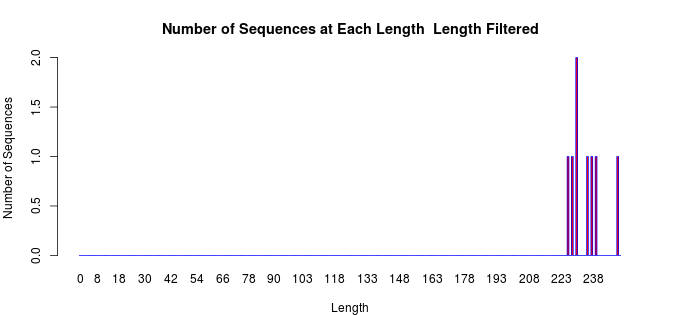 Number of Sequences at Each Length  Length Filtered
Number of Sequences
2.0
1.5
1.0
0.5
0.0
0 8 18 30 42 54 66 78 90 103 118 133 148 163 178 193 208 223 238
Length